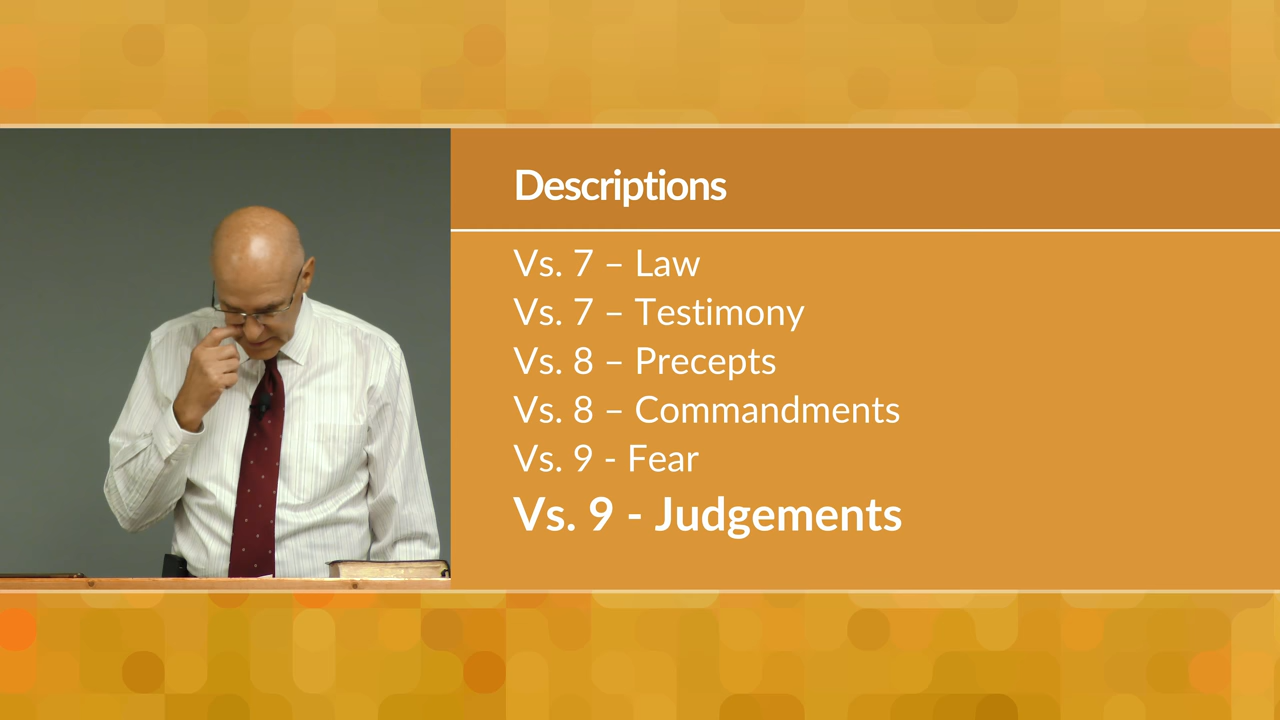 Descriptions
Vs. 7 – Law
Vs. 7 – Testimony
Vs. 8 – Precepts
Vs. 8 – Commandments
Vs. 9 - Fear
Vs. 9 - Judgements